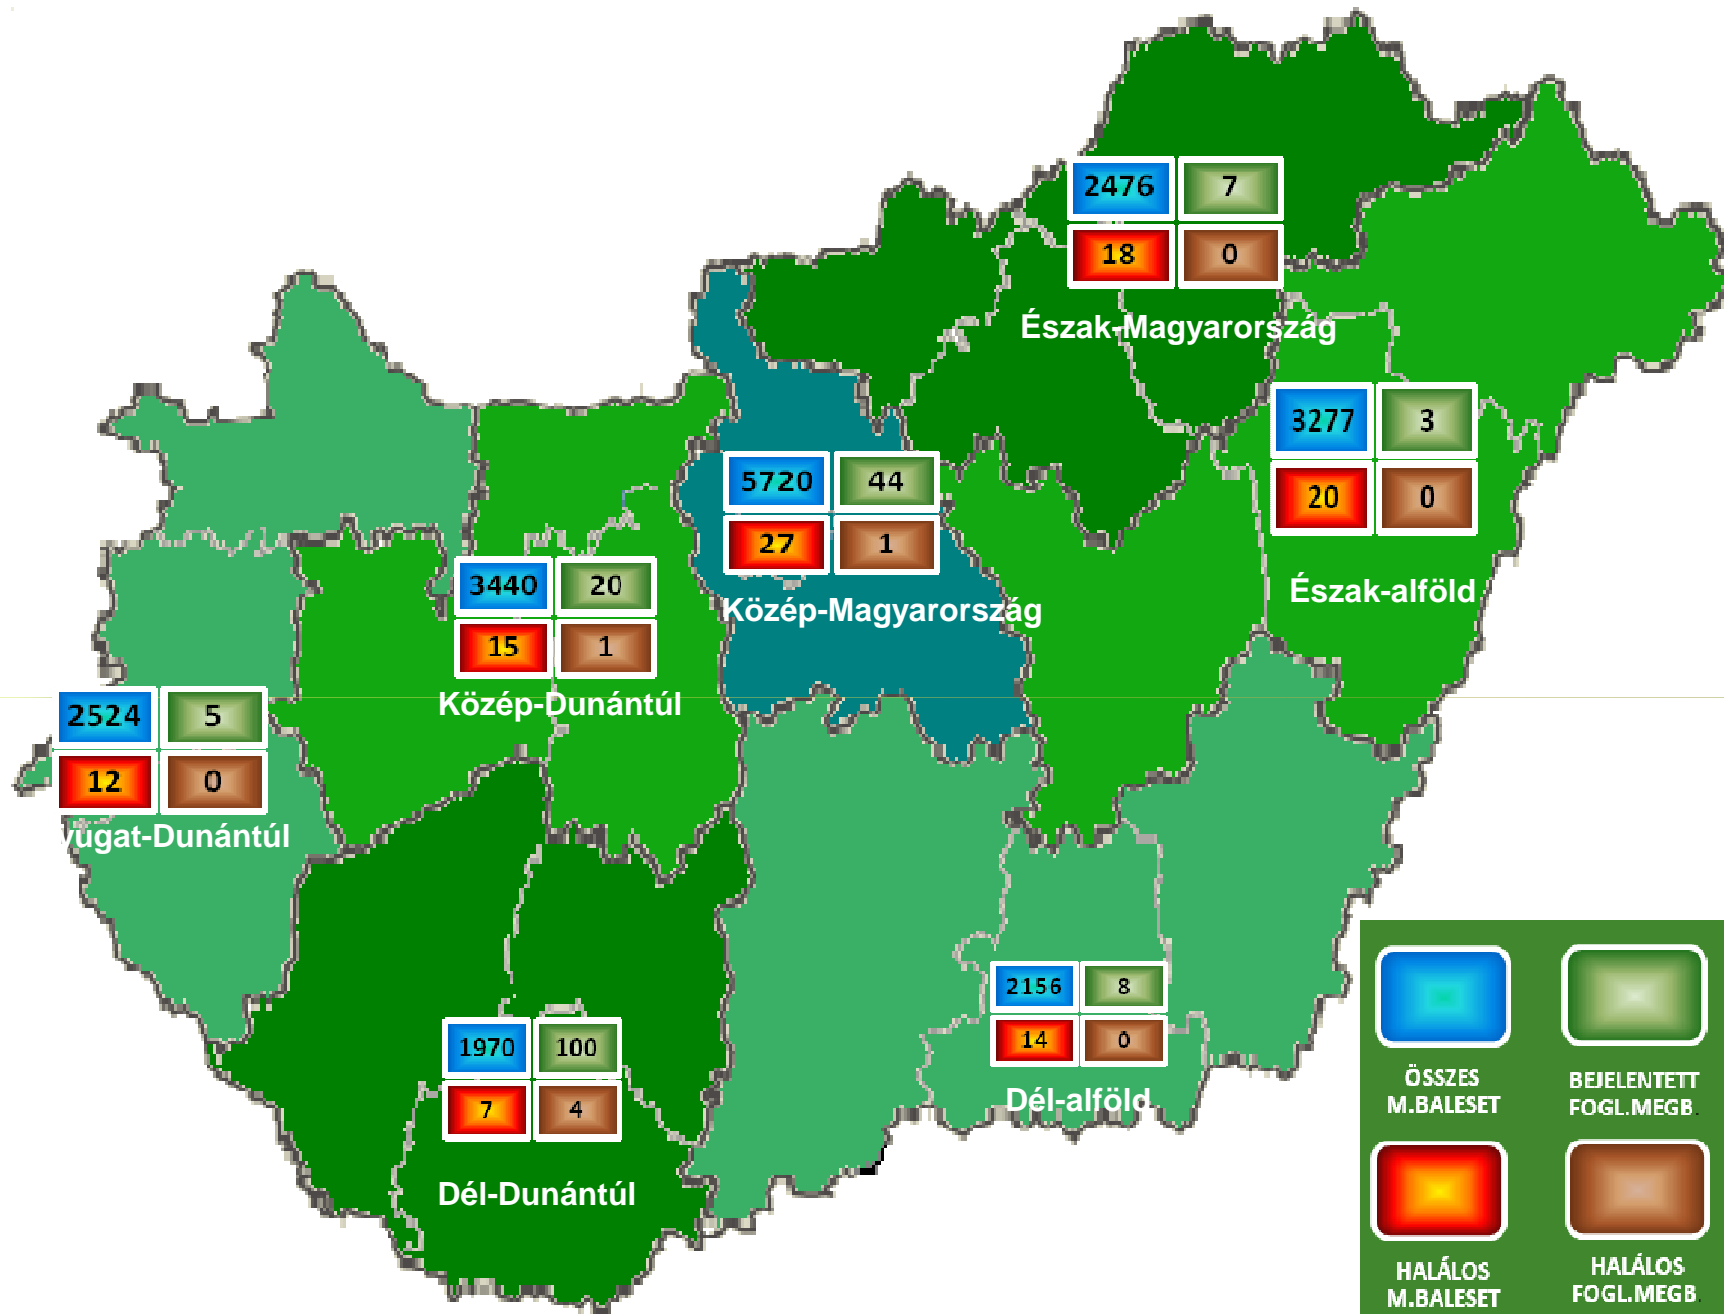 2476 7
18 0
Észak-Magyarország
3277 3
20 0
Észak-alföld
5720 44
27 1
Közép-Magyarország
3440 20
15 1
Közép-Dunántúl
2524 5
12 0
yugat-Dunántúl
2156 8
14 0
Dél-alföld
1970 100
7 4
Dél-Dunántúl
ÖSSZES
M.BALESET
BEJELENTETT
FOGL.MEGB.
HALÁLOS
M.BALESET
HALÁLOS
FOGL.MEGB.